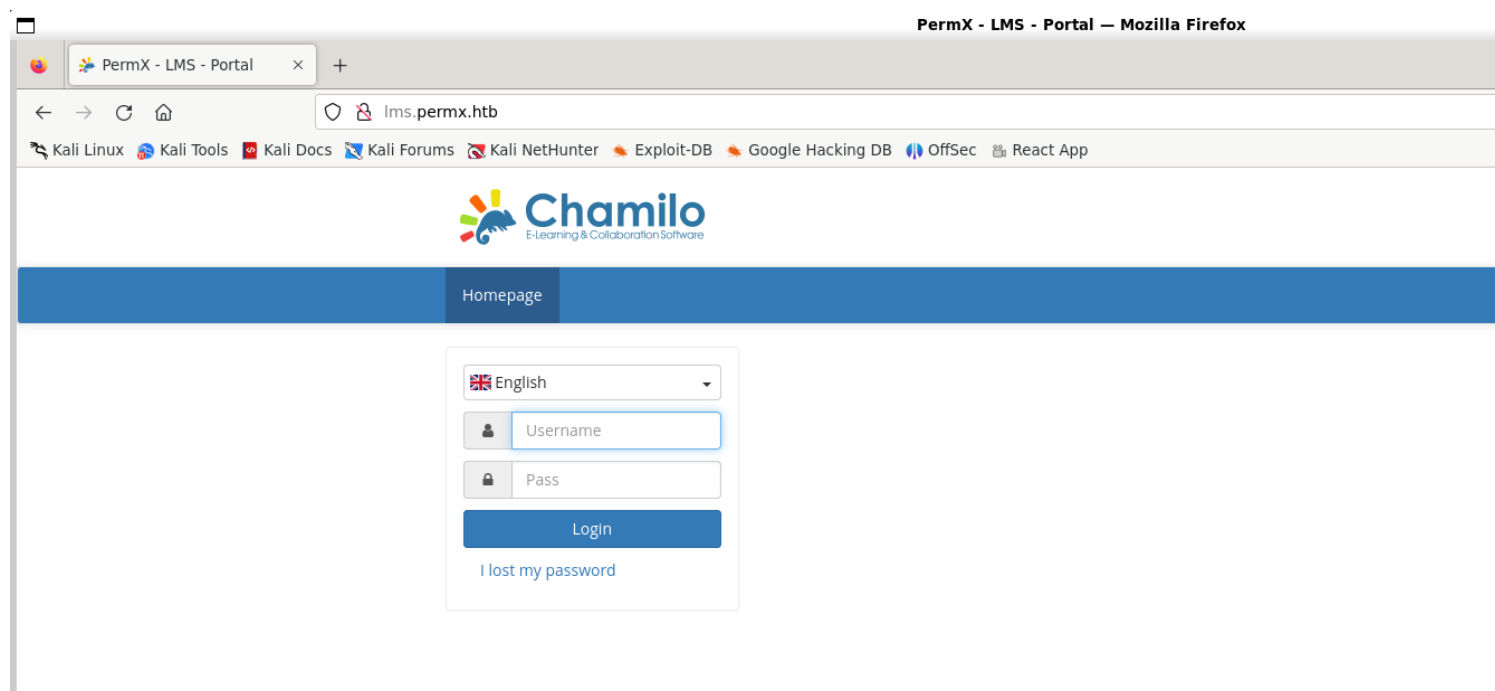 PermX - LMS - Portal — Mozilla Firefox
PermX - LMS - Portal
lms.permx.htb
Kali Linux Kali Tools Kali Docs Kali Forums Kali NetHunter Exploit-DB Google Hacking DB OffSec React App
Chamilo
E-Learning & Collaboration Software
Homepage
English
Username
Pass
Login
I lost my password